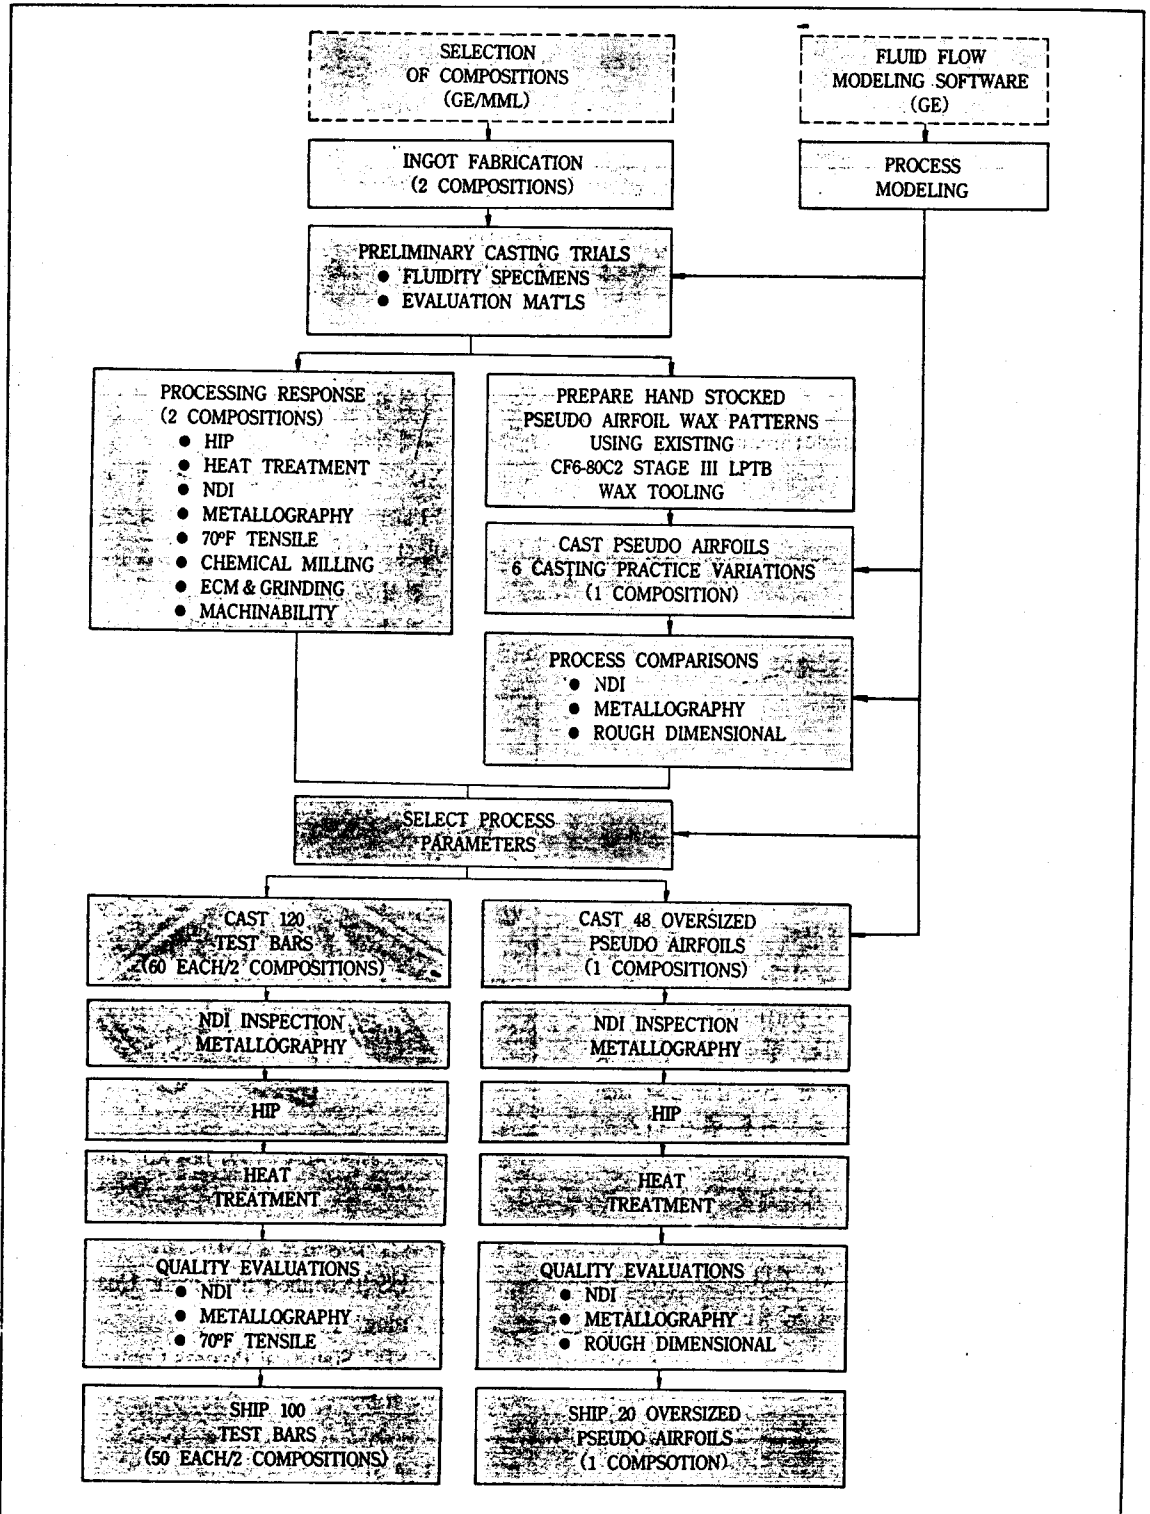 SELECTION
OF COMPOSITIONS
(GE/MML)
FLUID FLOW
MODELING SOFTWARE
(GE)
INGOT FABRICATION
(2 COMPOSITIONS)
PROCESS
MODELING
PRELIMINARY CASTING TRIALS
● FLUIDITY SPECIMENS
● EVALUATION MAT'LS
PROCESSING RESPONSE
(2 COMPOSITIONS)
● HIP
● HEAT TREATMENT
● NDI
● METALLOGRAPHY
● 70ºF TENSILE
● CHEMICAL MILLING
● ECM & GRINDING
● MACHINABILITY
PREPARE HAND STOCKED
PSEUDO AIRFOIL WAX PATTERNS
USING EXISTING
CF6-80C2 STAGE III LPTB
WAX TOOLING
CAST PSEUDO AIRFOILS
6 CASTING PRACTICE VARIATIONS
(1 COMPOSITION)
PROCESS COMPARISONS
● NDI
● METALLOGRAPHY
● ROUGH DIMENSIONAL
SELECT PROCESS
PARAMETERS
CAST 120
TEST BARS
(60 EACH/2 COMPOSITIONS)
CAST 48 OVERSIZED
PSEUDO AIRFOILS
(1 COMPOSITIONS)
NDI INSPECTION
METALLOGRAPHY
NDI INSPECTION
METALLOGRAPHY
HIP
HIP
HEAT
TREATMENT
HEAT
TREATMENT
QUALITY EVALUATIONS
● NDI
● METALLOGRAPHY
● 70ºF TENSILE
QUALITY EVALUATIONS
● NDI
● METALLOGRAPHY
● ROUGH DIMENSIONAL
SHIP 100
TEST BARS
(50 EACH/2 COMPOSITIONS)
SHIP 20 OVERSIZED
PSEUDO AIRFOILS
(1 COMPSOTION)